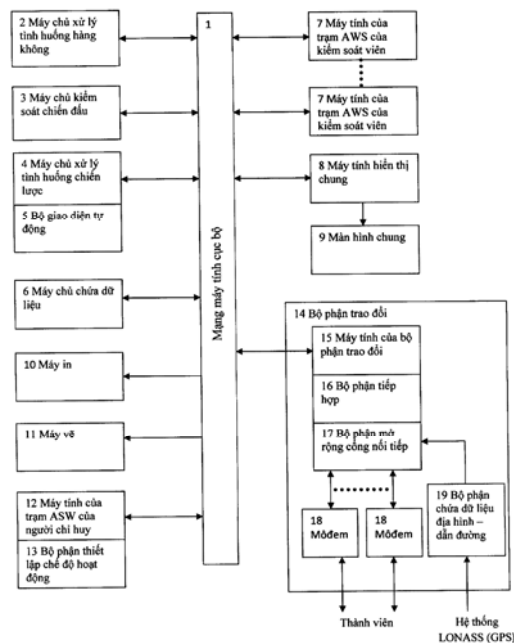 2 Máy chủ xử lý
tình huống hàng
không
3 Máy chủ kiểm
soát chiến đấu
4 Máy chủ xử lý
tình huống chiến
lược
5 Bộ giao diện tự
động
6 Máy chủ chứa dữ
liệu
10 Máy in
11 Máy vẽ
12 Máy tính của
trạm ASW của
người chỉ huy
13 Bộ phận thiết
lập chế độ hoạt
động
1
Mạng máy tính cục bộ
7 Máy tính của
trạm AWS của
kiểm soát viên
7 Máy tính của
trạm AWS của
kiểm soát viên
8 Máy tính hiển thị
chung
9 Màn hình chung
14 Bộ phận trao đổi
15 Máy tính của bộ
phận trao đổi
16 Bộ phận tiếp
hợp
17 Bộ phận mở
rộng cổng nối tiếp
18
Môđem
18
Môđem
19 Bộ phận
chứa dữ liệu
địa hình –
dẫn đường
Thành viên
Hệ thống
LONASS (GPS)